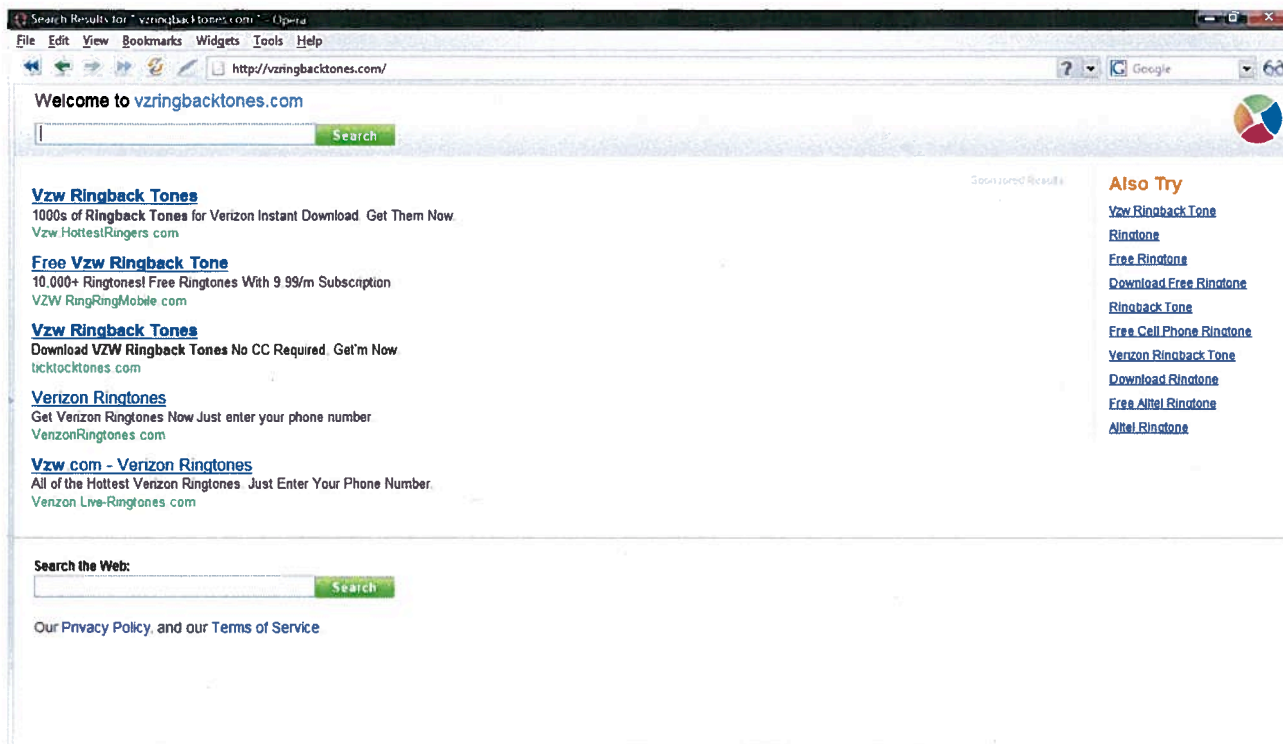 Search Results for " vzringbacktones.com " - Opera
File Edit View Bookmarks Widgets Tools Help
http://vzringbacktones.com/
? Google
Welcome to vzringbacktones.com
Search
Sponsored Results
Vzw Ringback Tones
1000s of Ringback Tones for Verizon Instant Download. Get Them Now.
Vzw HottestRingers com
Free Vzw Ringback Tone
10,000+ Ringtones! Free Ringtones With 9.99/m Subscription
VZW RingRingMobile com
Vzw Ringback Tones
Download VZW Ringback Tones No CC Required. Get'm Now
ticktocktones.com
Verizon Ringtones
Get Verizon Ringtones Now Just enter your phone number.
VerizonRingtones com
Vzw.com - Verizon Ringtones
All of the Hottest Verizon Ringtones. Just Enter Your Phone Number.
Verizon Live-Ringtones com
Also Try
Vzw Ringback Tone
Ringtone
Free Ringtone
Download Free Ringtone
Ringback Tone
Free Cell Phone Ringtone
Verizon Ringback Tone
Download Ringtone
Free Alltel Ringtone
Alltel Ringtone
Search the Web:
Search
Our Privacy Policy, and our Terms of Service